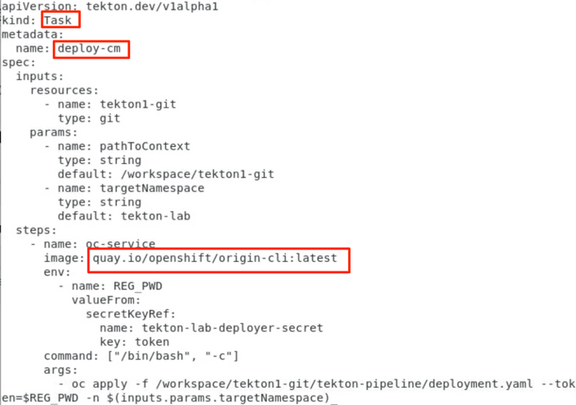 apiVersion: tekton.dev/v1alpha1
kind: Task
metadata:
  name: deploy-cm
spec:
  inputs:
    resources:
      - name: tekton1-git
        type: git
    params:
      - name: pathToContext
        type: string
        default: /workspace/tekton1-git
      - name: targetNamespace
        type: string
        default: tekton-lab
  steps:
    - name: oc-service
      image: quay.io/openshift/origin-cli:latest
      env:
        - name: REG_PWD
          valueFrom:
            secretKeyRef:
              name: tekton-lab-deployer-secret
              key: token
      command: ["/bin/bash", "-c"]
      args:
        - oc apply -f /workspace/tekton1-git/tekton-pipeline/deployment.yaml --tok
en=$REG_PWD -n $(inputs.params.targetNamespace)_